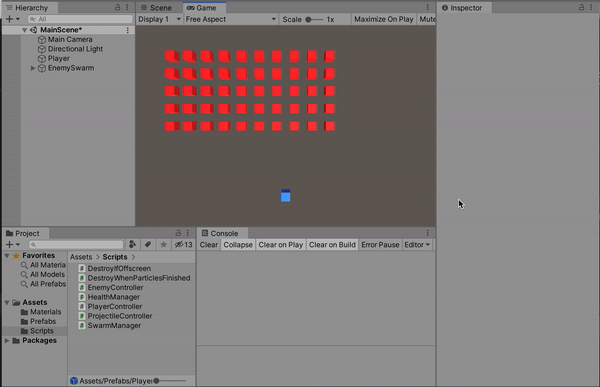 Hierarchy
All
MainScene*
Main Camera
Directional Light
Player
EnemySwarm
Scene Game
Display 1 Free Aspect Scale 1x Maximize On Play Mute
Inspector
Project
13
Favorites
All Materia
All Models
All Prefabs
Assets
Materials
Prefabs
Scripts
Packages
Assets > Scripts >
DestroyIfOffscreen
DestroyWhenParticlesFinished
EnemyController
HealthManager
PlayerController
ProjectileController
SwarmManager
Assets/Prefabs/Player
Console
Clear Collapse Clear on Play Clear on Build Error Pause Editor